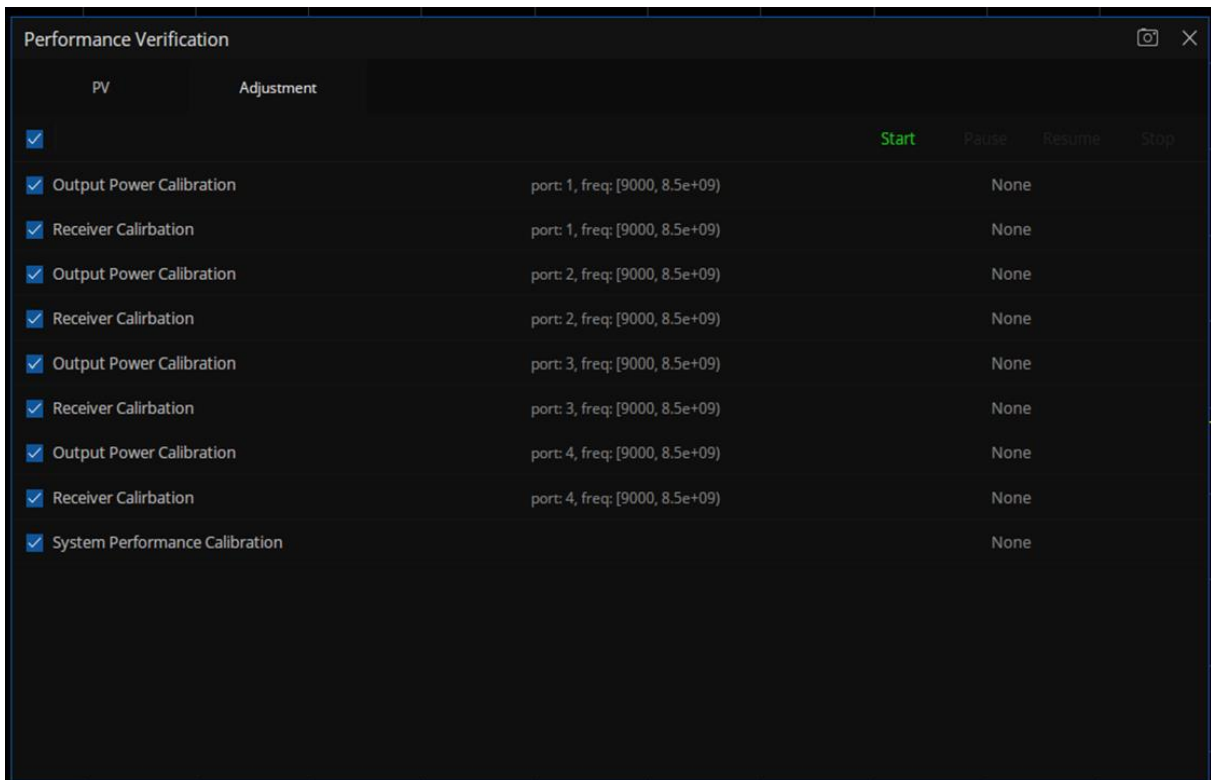 Performance Verification
PV Adjustment
Start Pause Resume Stop
Output Power Calibration port: 1, freq: [9000, 8.5e+09) None
Receiver Calirbation port: 1, freq: [9000, 8.5e+09) None
Output Power Calibration port: 2, freq: [9000, 8.5e+09) None
Receiver Calirbation port: 2, freq: [9000, 8.5e+09) None
Output Power Calibration port: 3, freq: [9000, 8.5e+09) None
Receiver Calirbation port: 3, freq: [9000, 8.5e+09) None
Output Power Calibration port: 4, freq: [9000, 8.5e+09) None
Receiver Calirbation port: 4, freq: [9000, 8.5e+09) None
System Performance Calibration None